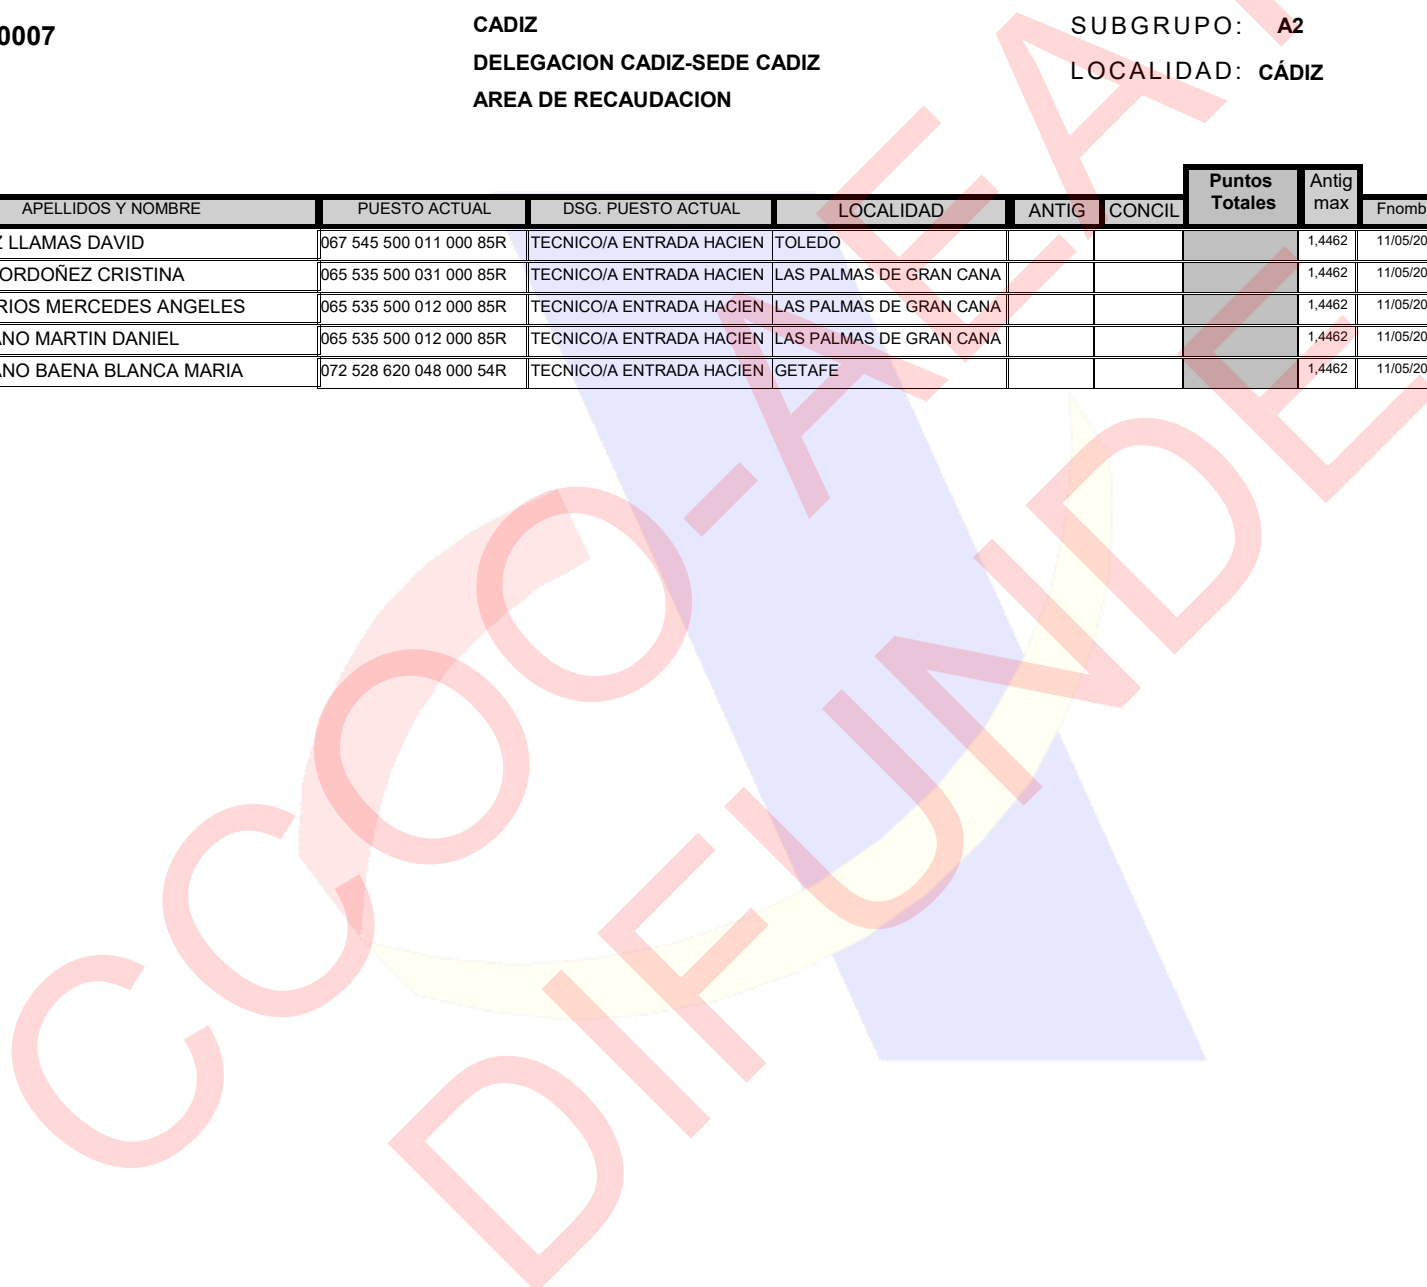 0007
CADIZ
DELEGACION CADIZ-SEDE CADIZ
AREA DE RECAUDACION
SUBGRUPO: A2
LOCALIDAD: CÁDIZ
APELLIDOS Y NOMBRE PUESTO ACTUAL DSG. PUESTO ACTUAL LOCALIDAD ANTIG CONCIL Puntos Totales Antig max Fnomb
Z LLAMAS DAVID 067 545 500 011 000 85R TECNICO/A ENTRADA HACIEN TOLEDO 1,4462 11/05/20
ORDOÑEZ CRISTINA 065 535 500 031 000 85R TECNICO/A ENTRADA HACIEN LAS PALMAS DE GRAN CANA 1,4462 11/05/20
RIOS MERCEDES ANGELES 065 535 500 012 000 85R TECNICO/A ENTRADA HACIEN LAS PALMAS DE GRAN CANA 1,4462 11/05/20
ANO MARTIN DANIEL 065 535 500 012 000 85R TECNICO/A ENTRADA HACIEN LAS PALMAS DE GRAN CANA 1,4462 11/05/20
ANO BAENA BLANCA MARIA 072 528 620 048 000 54R TECNICO/A ENTRADA HACIEN GETAFE 1,4462 11/05/20
CCOO-AEA
DIFUNDE